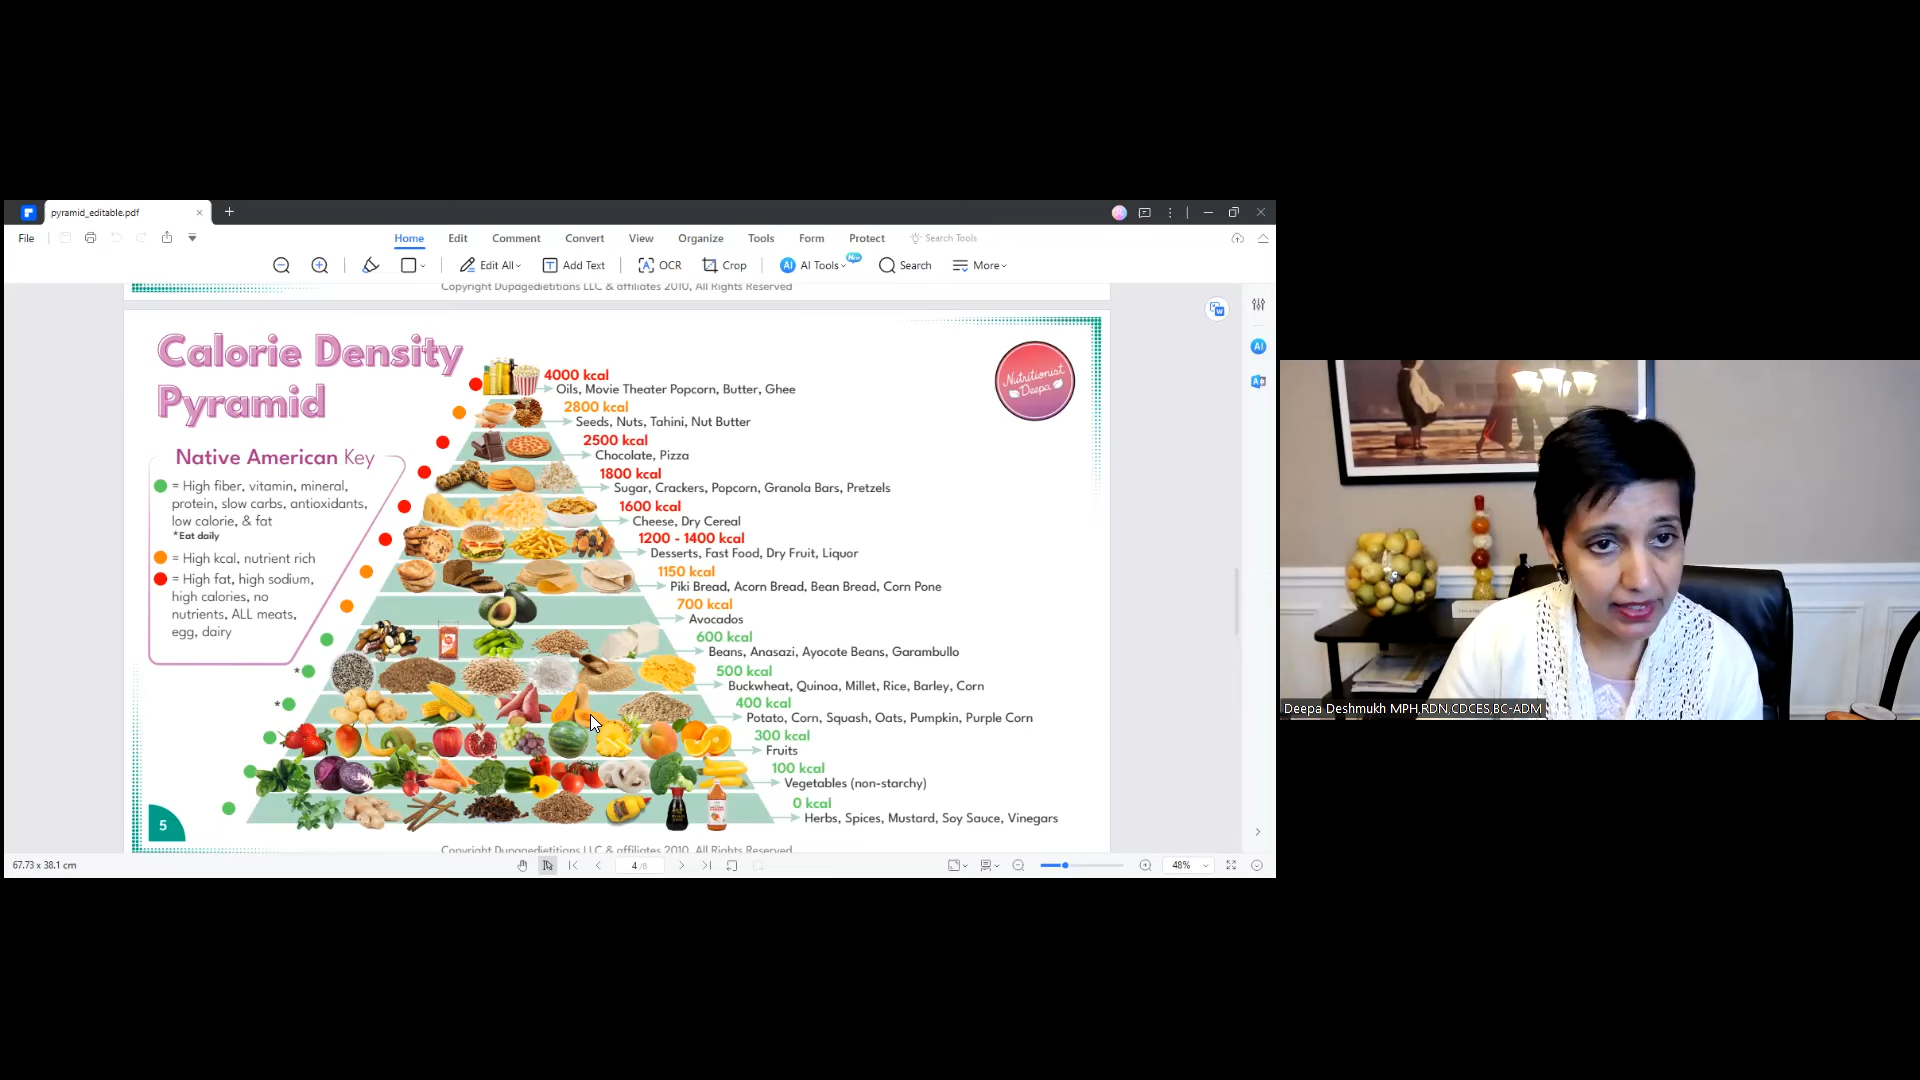 pyramid_editable.pdf
File
Home Edit Comment Convert View Organize Tools Form Protect Search Tools
Edit All Add Text OCR Crop AI AI Tools New Search More
Copyright Dupagedietitians LLC & affiliates 2010, All Rights Reserved
Calorie Density
Pyramid
Nutritionist
Deepa
Native American Key
= High fiber, vitamin, mineral,
protein, slow carbs, antioxidants,
low calorie, & fat
*Eat daily
= High kcal, nutrient rich
= High fat, high sodium,
high calories, no
nutrients, ALL meats,
egg, dairy
4000 kcal
Oils, Movie Theater Popcorn, Butter, Ghee
2800 kcal
Seeds, Nuts, Tahini, Nut Butter
2500 kcal
Chocolate, Pizza
1800 kcal
Sugar, Crackers, Popcorn, Granola Bars, Pretzels
1600 kcal
Cheese, Dry Cereal
1200 - 1400 kcal
Desserts, Fast Food, Dry Fruit, Liquor
1150 kcal
Piki Bread, Acorn Bread, Bean Bread, Corn Pone
700 kcal
Avocados
600 kcal
Beans, Anasazi, Ayocote Beans, Garambullo
* 500 kcal
Buckwheat, Quinoa, Millet, Rice, Barley, Corn
* 400 kcal
Potato, Corn, Squash, Oats, Pumpkin, Purple Corn
300 kcal
Fruits
100 kcal
Vegetables (non-starchy)
0 kcal
Herbs, Spices, Mustard, Soy Sauce, Vinegars
5
Copyright Dupagedietitians LLC & affiliates 2010, All Rights Reserved
67.73 x 38.1 cm
4 /8
48%
AI
Deepa Deshmukh MPH,RDN,CDCES,BC-ADM